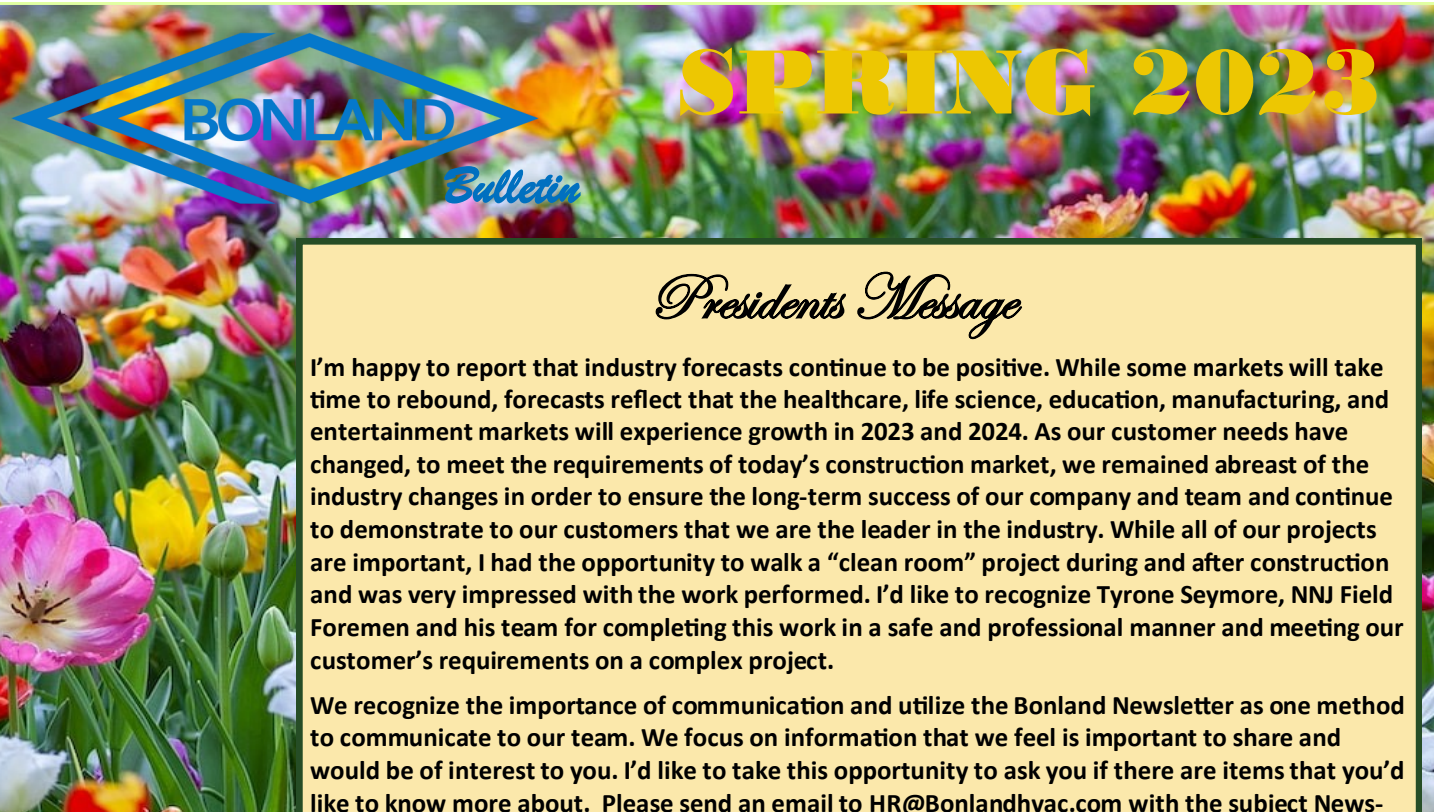 BONLAND
Bulletin
SPRING 2023
Presidents Message
I'm happy to report that industry forecasts continue to be positive. While some markets will take
time to rebound, forecasts reflect that the healthcare, life science, education, manufacturing, and
entertainment markets will experience growth in 2023 and 2024. As our customer needs have
changed, to meet the requirements of today's construction market, we remained abreast of the
industry changes in order to ensure the long-term success of our company and team and continue
to demonstrate to our customers that we are the leader in the industry. While all of our projects
are important, I had the opportunity to walk a “clean room” project during and after construction
and was very impressed with the work performed. I'd like to recognize Tyrone Seymore, NNJ Field
Foremen and his team for completing this work in a safe and professional manner and meeting our
customer's requirements on a complex project.
We recognize the importance of communication and utilize the Bonland Newsletter as one method
to communicate to our team. We focus on information that we feel is important to share and
would be of interest to you. I'd like to take this opportunity to ask you if there are items that you'd
like to know more about.  Please send an email to HR@Bonlandhvac.com with the subject News-